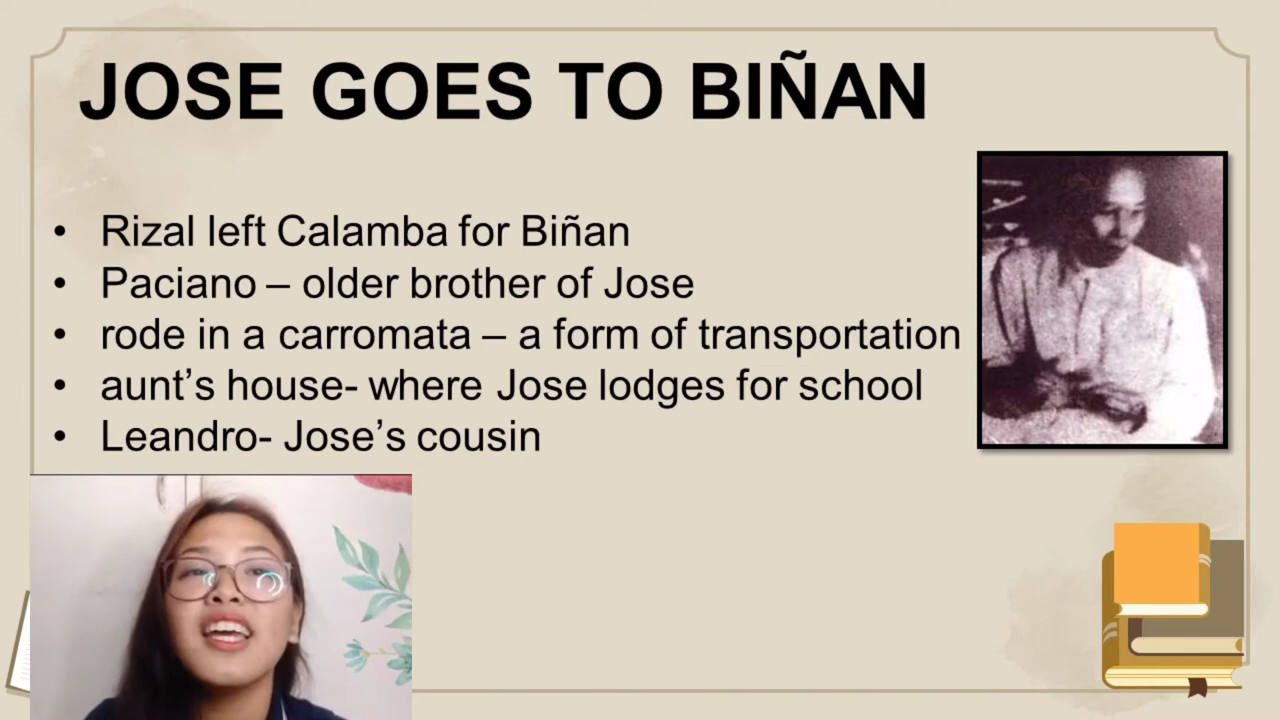 JOSE GOES TO BIÑAN
• Rizal left Calamba for Biñan
• Paciano – older brother of Jose
• rode in a carromata – a form of transportation
• aunt’s house- where Jose lodges for school
• Leandro- Jose’s cousin